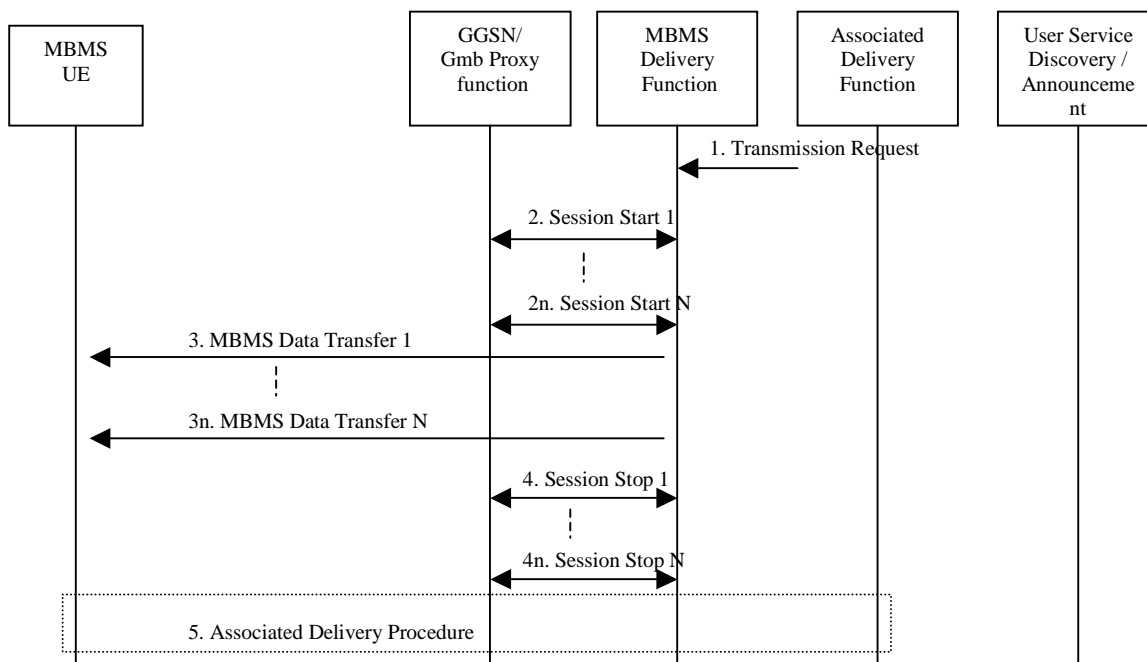 MBMS
UE
GGSN/
Gmb Proxy
function
MBMS
Delivery
Function
Associated
Delivery
Function
User Service
Discovery /
Announceme
nt
1. Transmission Request
2. Session Start 1
2n. Session Start N
3. MBMS Data Transfer 1
3n. MBMS Data Transfer N
4. Session Stop 1
4n. Session Stop N
5. Associated Delivery Procedure